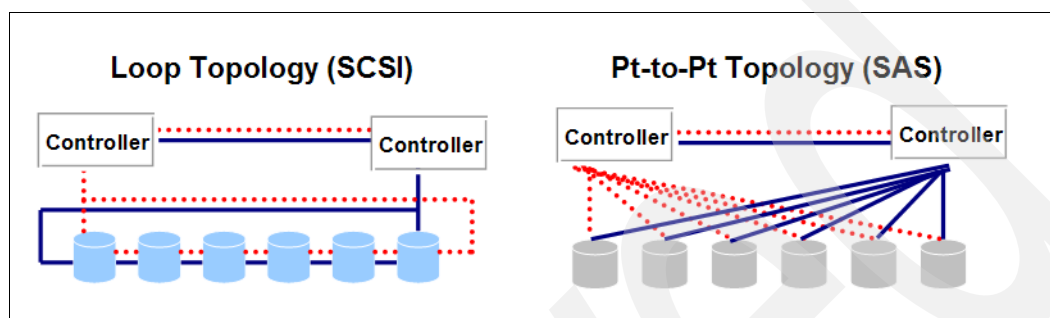 Loop Topology (SCSI)
Pt-to-Pt Topology (SAS)
Controller
Controller
Controller
Controller